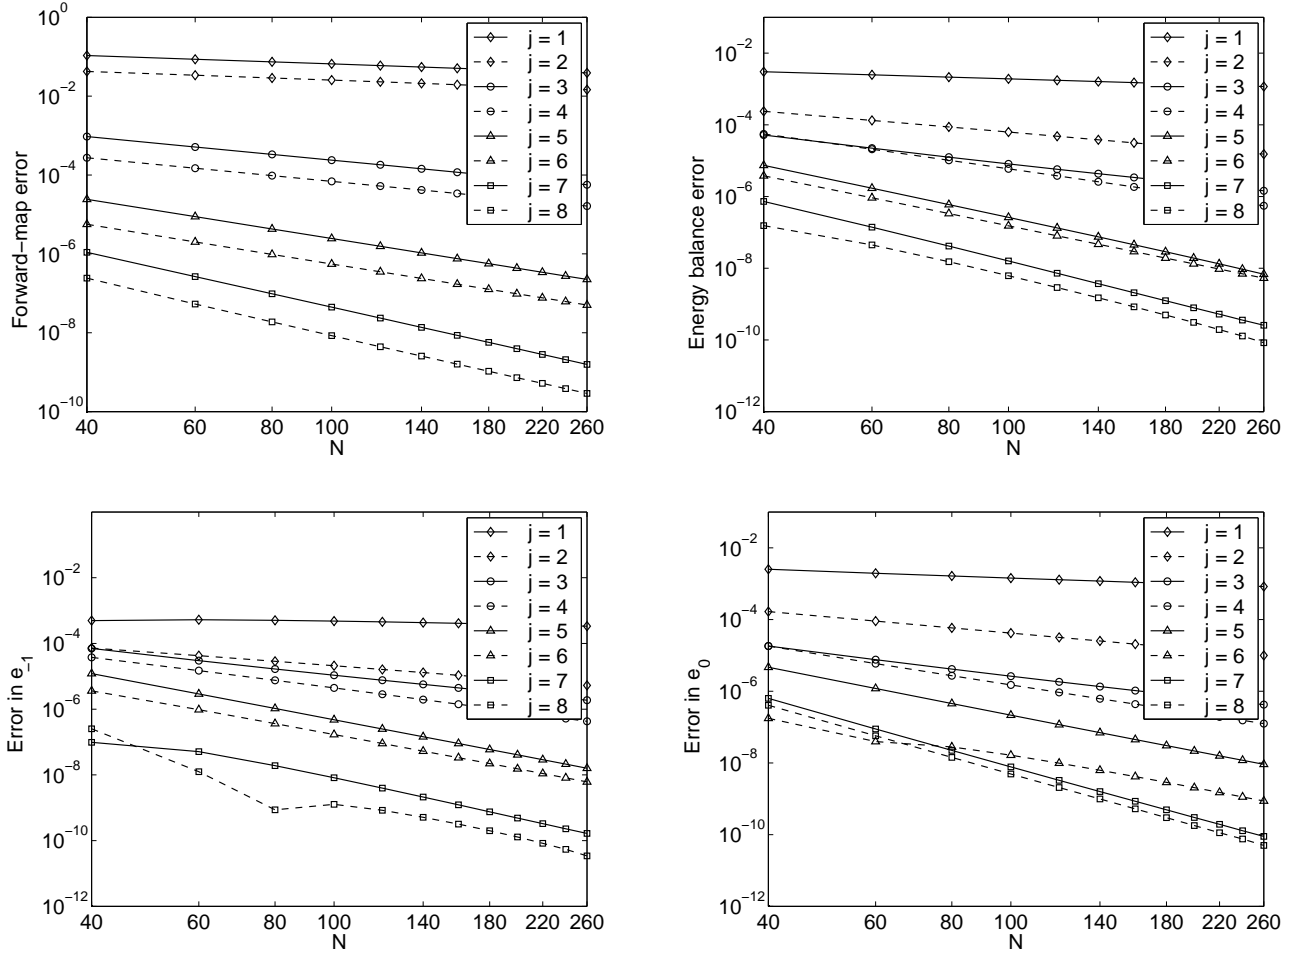 10^0
10^-2
10^-4
10^-6
10^-8
10^-10
40 60 80 100 140 180 220 260
N
Forward-map error
j = 1
j = 2
j = 3
j = 4
j = 5
j = 6
j = 7
j = 8
10^-2
10^-4
10^-6
10^-8
10^-10
10^-12
40 60 80 100 140 180 220 260
N
Energy balance error
j = 1
j = 2
j = 3
j = 4
j = 5
j = 6
j = 7
j = 8
10^-2
10^-4
10^-6
10^-8
10^-10
10^-12
40 60 80 100 140 180 220 260
N
Error in e_-1
j = 1
j = 2
j = 3
j = 4
j = 5
j = 6
j = 7
j = 8
10^-2
10^-4
10^-6
10^-8
10^-10
10^-12
40 60 80 100 140 180 220 260
N
Error in e_0
j = 1
j = 2
j = 3
j = 4
j = 5
j = 6
j = 7
j = 8